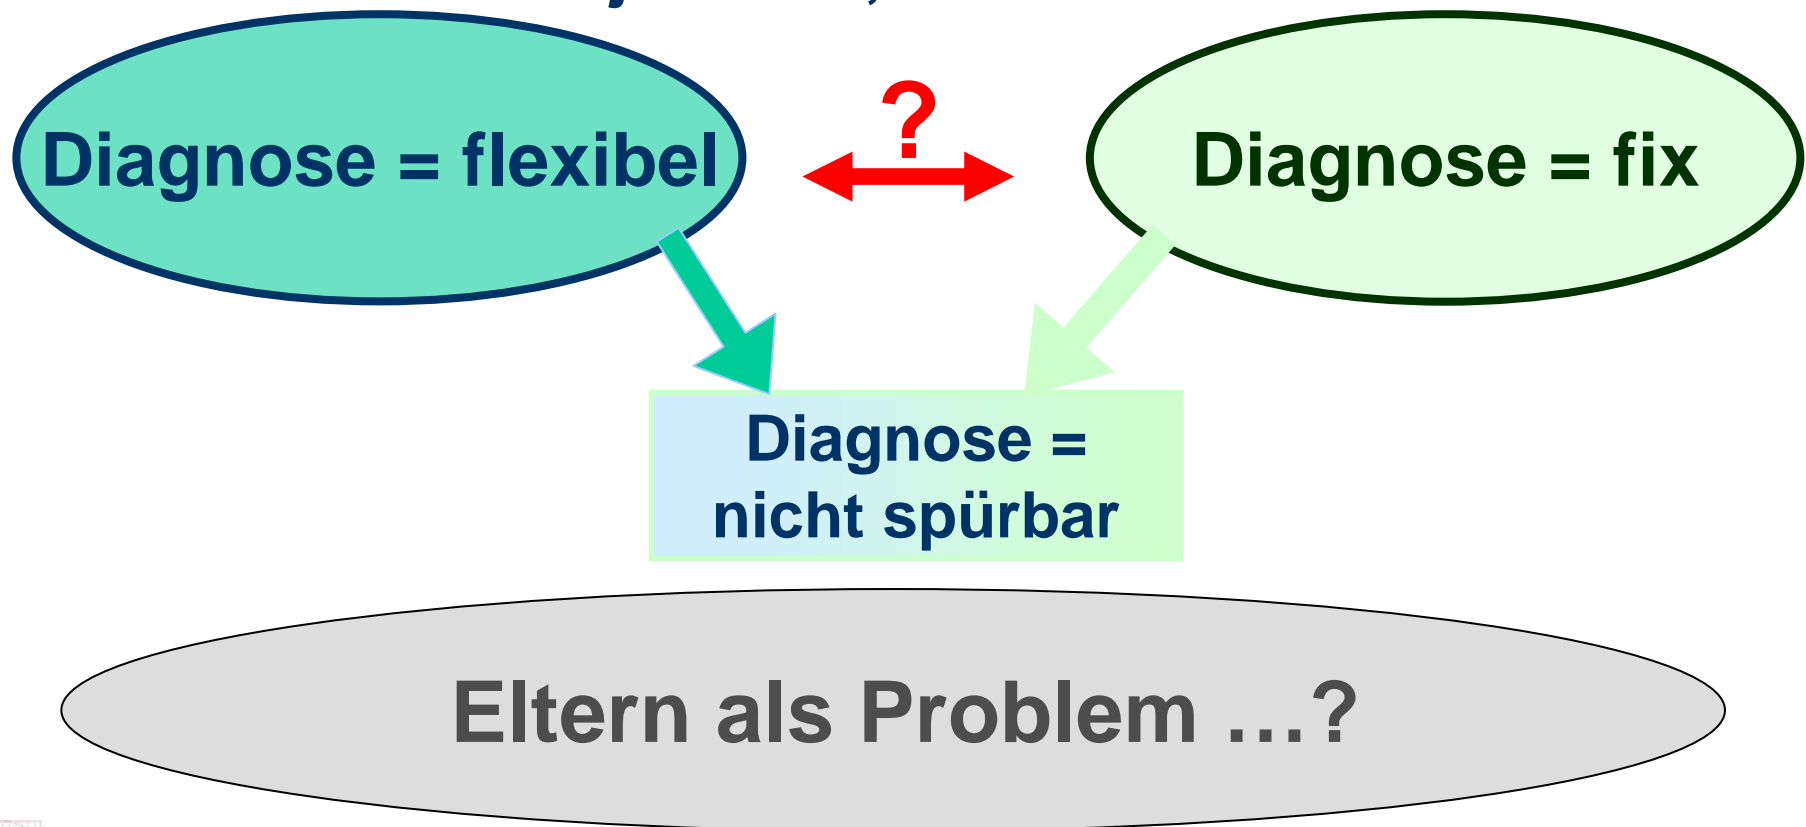 ?
Diagnose = flexibel
Diagnose = fix
Diagnose =
nicht spürbar
Eltern als Problem …?